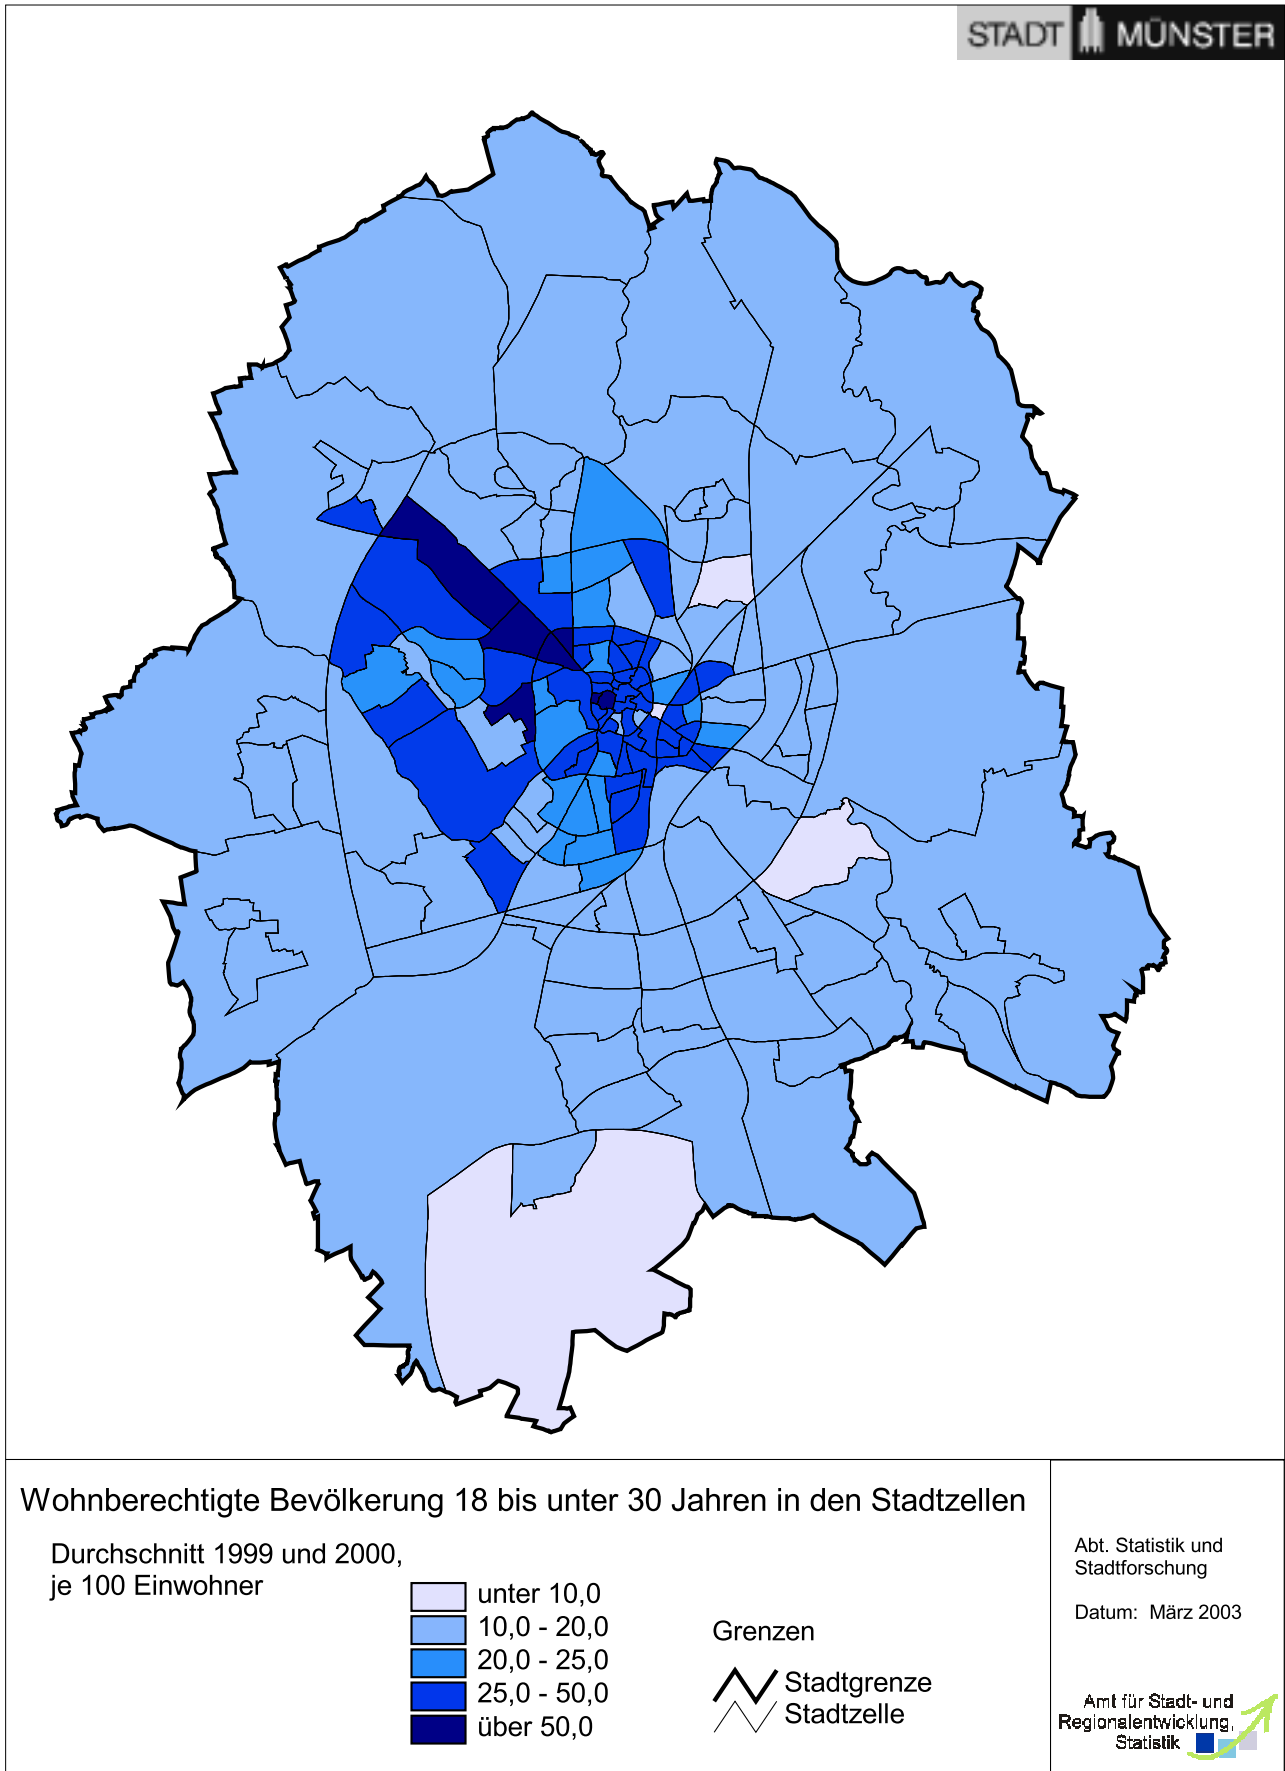 STADT MÜNSTER
Wohnberechtigte Bevölkerung 18 bis unter 30 Jahren in den Stadtzellen
Durchschnitt 1999 und 2000,
je 100 Einwohner
unter 10,0
10,0 - 20,0
20,0 - 25,0
25,0 - 50,0
über 50,0
Grenzen
Stadtgrenze
Stadtzelle
Abt. Statistik und
Stadtforschung
Datum: März 2003
Amt für Stadt- und
Regionalentwicklung,
Statistik